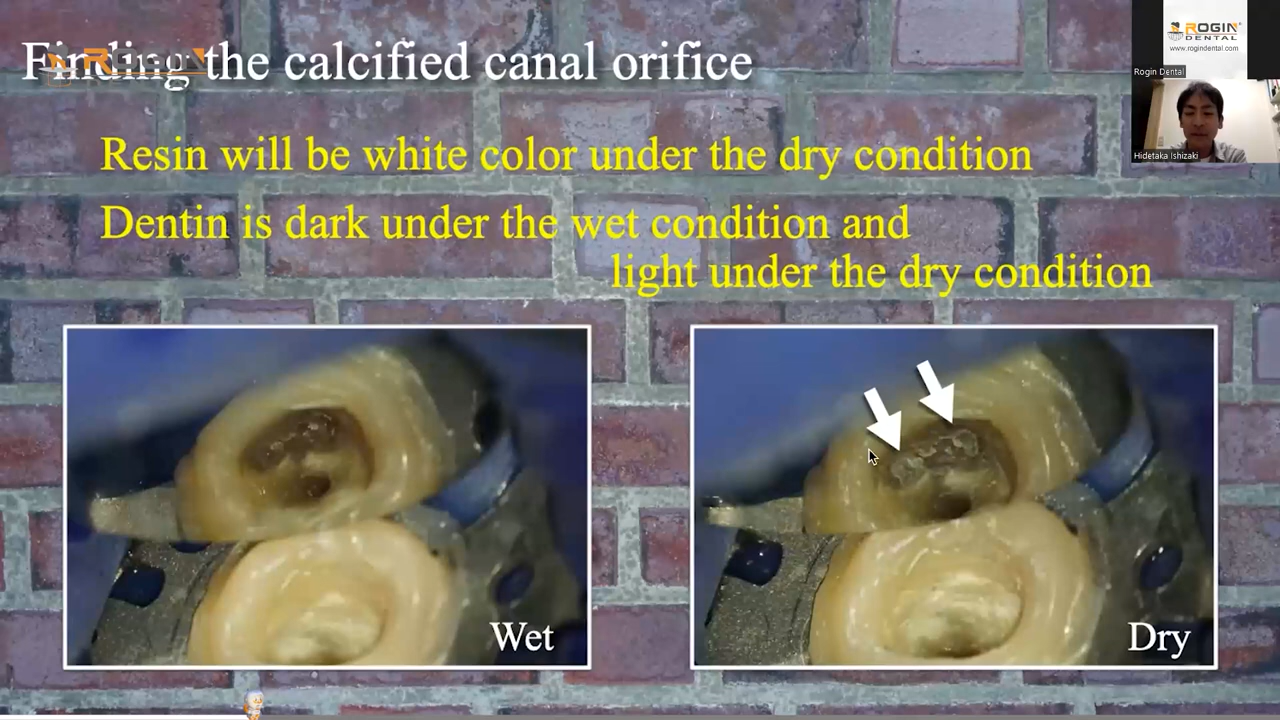 Finding the calcified canal orifice
ROGIN
DENTAL
www.rogindental.com
Rogin Dental
Hidetaka Ishizaki
Resin will be white color under the dry condition
Dentin is dark under the wet condition and
light under the dry condition
Wet
Dry